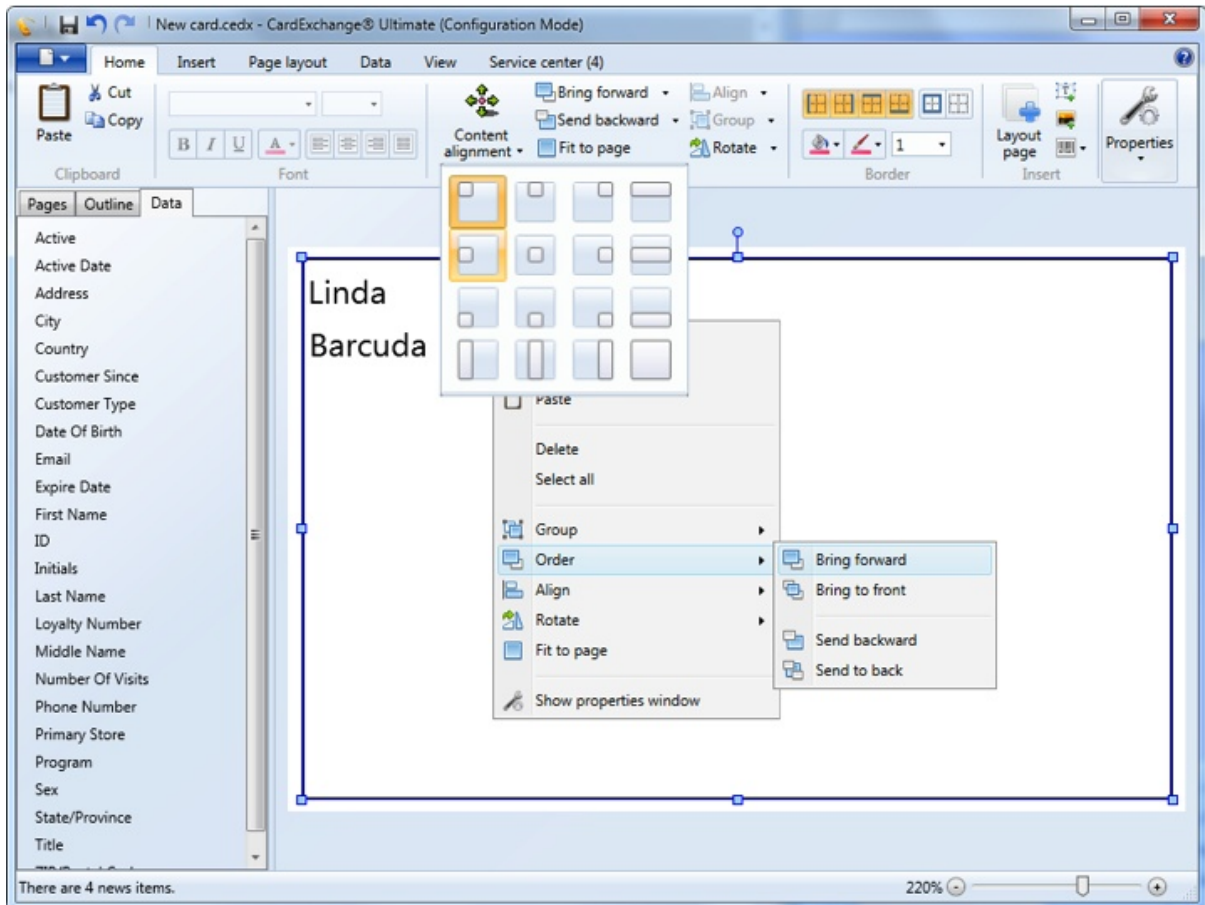 New card.cedx - CardExchange® Ultimate (Configuration Mode)
Home Insert Page layout Data View Service center (4)
Paste
Cut
Copy
Clipboard
B I U A
Font
Content alignment
Bring forward
Send backward
Fit to page
Align
Group
Rotate
1
Border
Layout page
Insert
Properties
Pages Outline Data
Active
Active Date
Address
City
Country
Customer Since
Customer Type
Date Of Birth
Email
Expire Date
First Name
ID
Initials
Last Name
Loyalty Number
Middle Name
Number Of Visits
Phone Number
Primary Store
Program
Sex
State/Province
Title
Linda
Barcuda
Paste
Delete
Select all
Group
Order
Align
Rotate
Fit to page
Show properties window
Bring forward
Bring to front
Send backward
Send to back
There are 4 news items.
220%